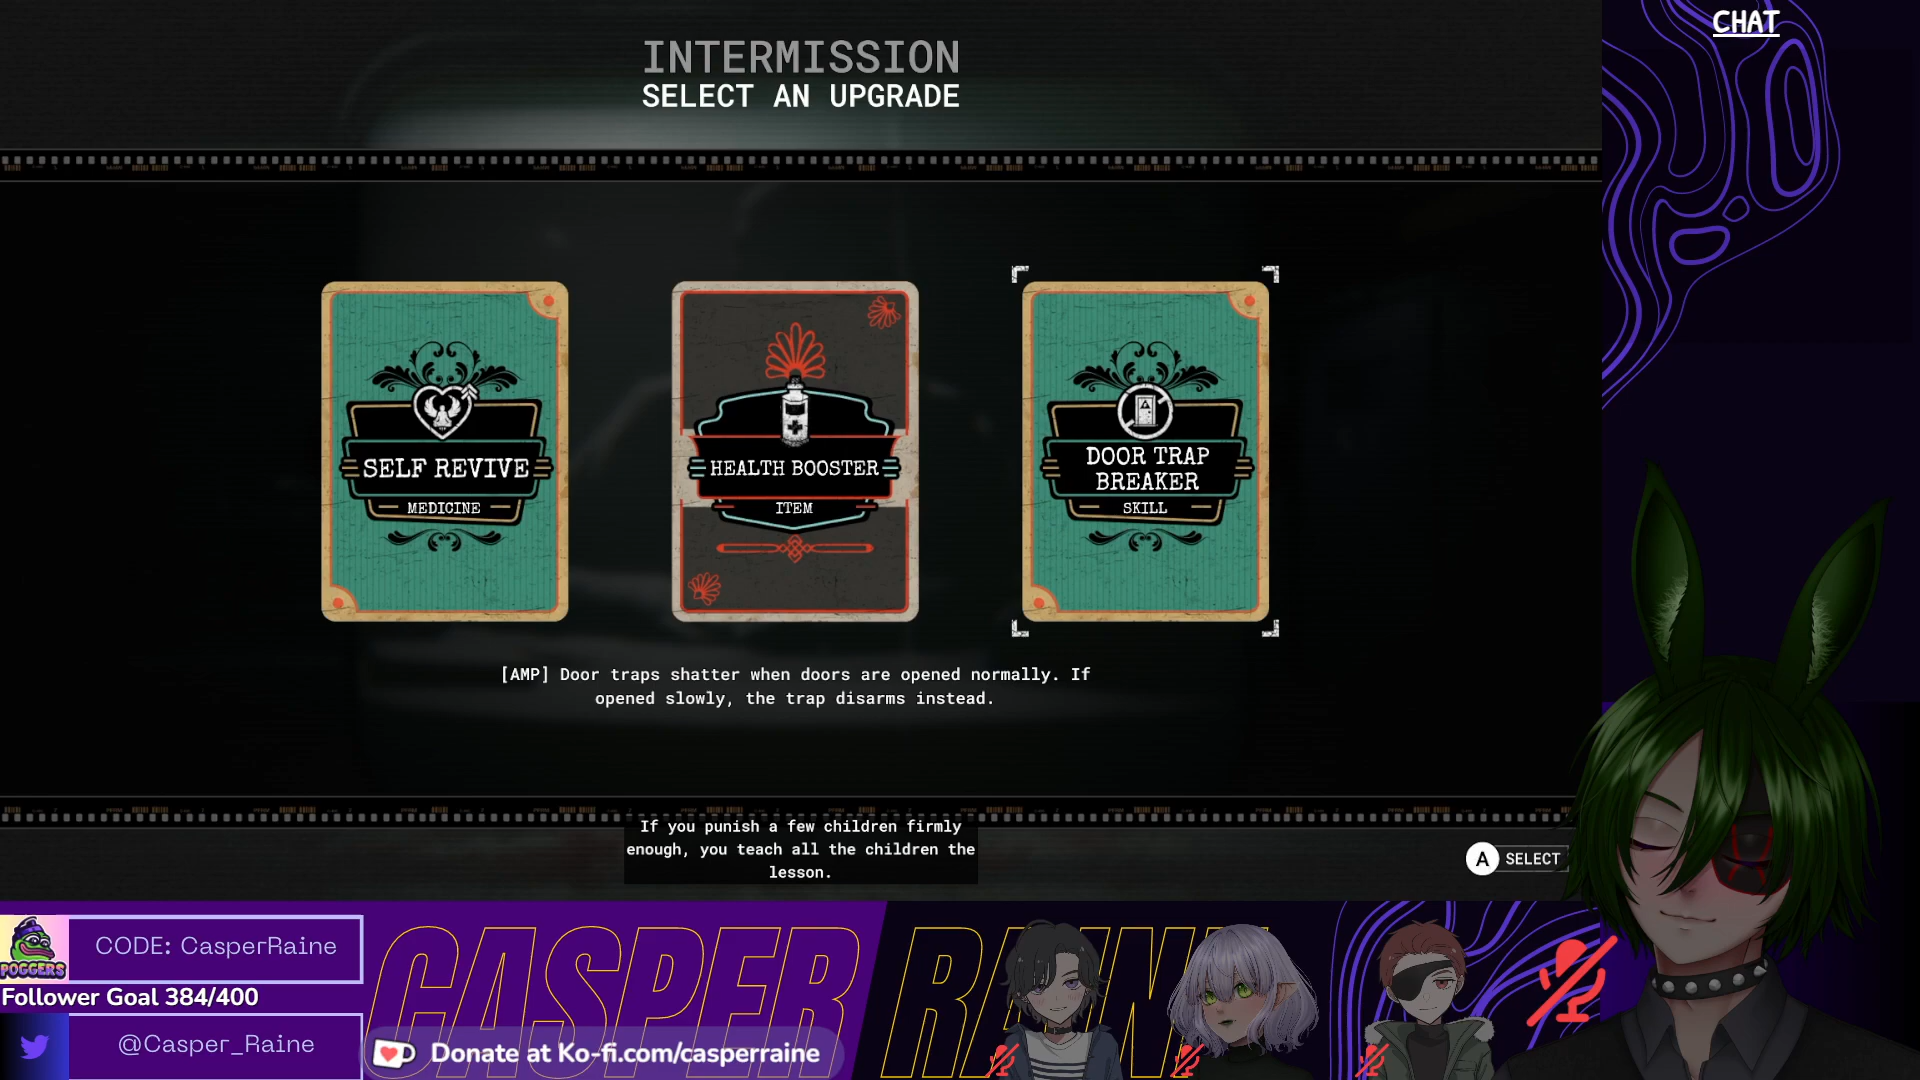 INTERMISSION
SELECT AN UPGRADE
CHAT
SELF REVIVE
MEDICINE
HEALTH BOOSTER
ITEM
DOOR TRAP
BREAKER
SKILL
[AMP] Door traps shatter when doors are opened normally. If
opened slowly, the trap disarms instead.
If you punish a few children firmly
enough, you teach all the children the
lesson.
A SELECT
POGGERS
CODE: CasperRaine
Follower Goal 384/400
@Casper_Raine
CASPER RAINE
Donate at Ko-fi.com/casperraine